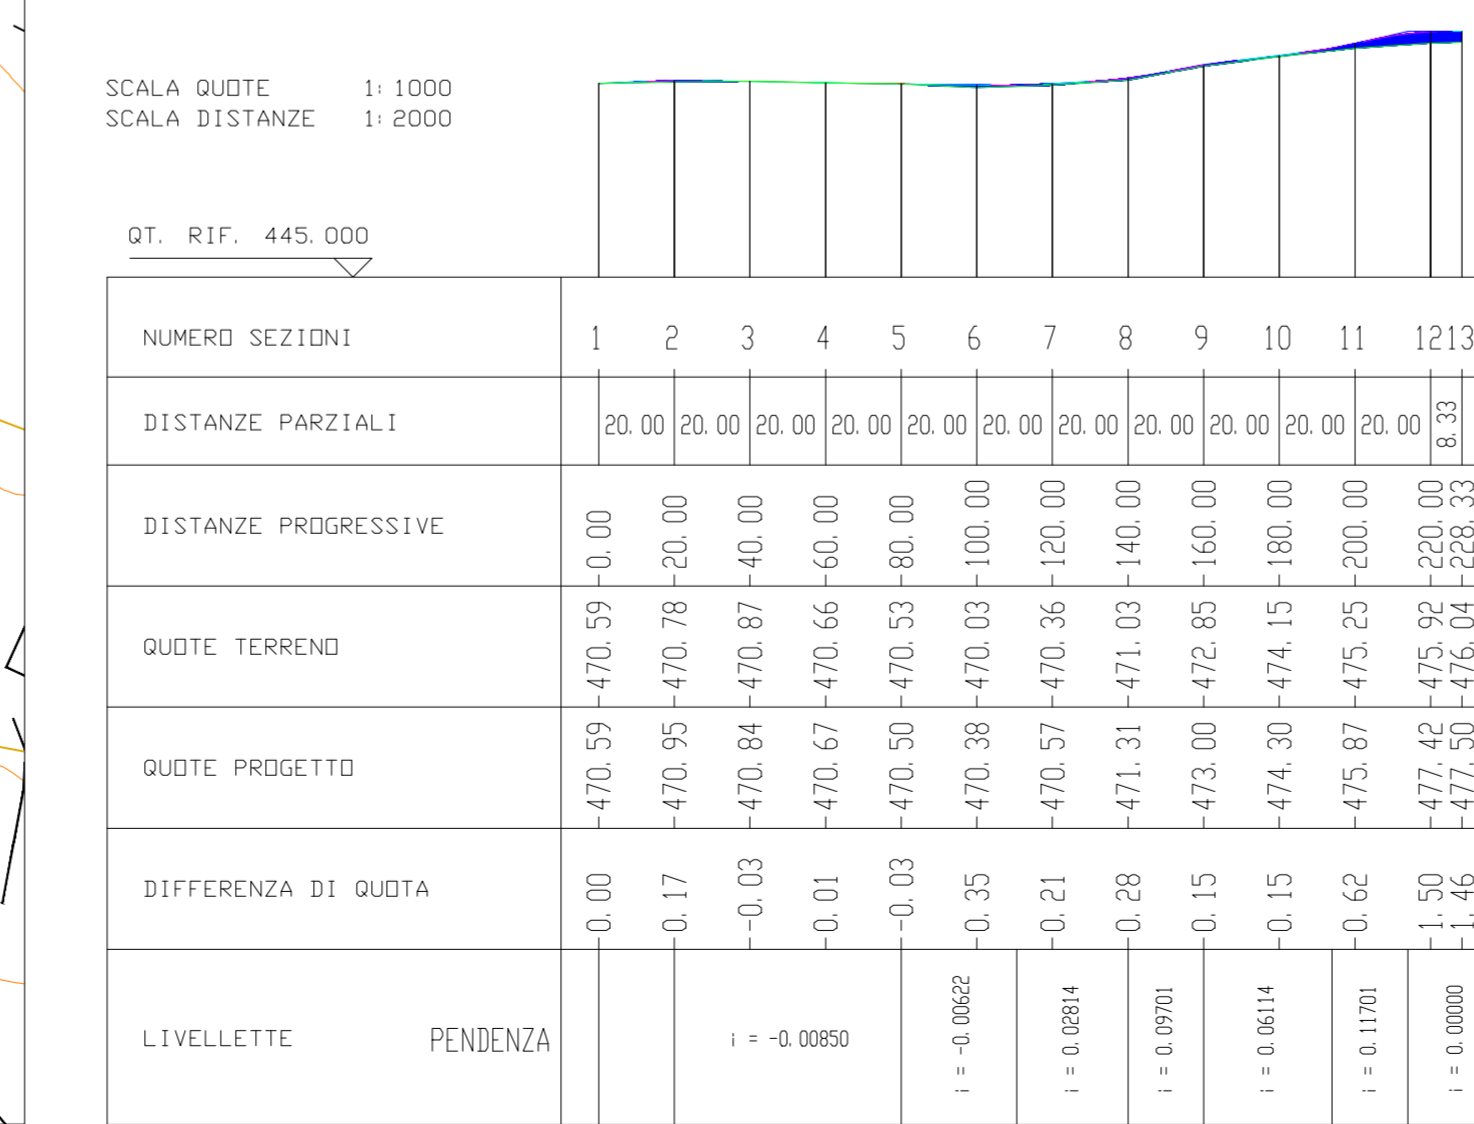 SCALA QUOTE 1:1000
SCALA DISTANZE 1:2000
QT. RIF. 445.000
NUMERO SEZIONI 1 2 3 4 5 6 7 8 9 10 11 12 13
DISTANZE PARZIALI 20.00 20.00 20.00 20.00 20.00 20.00 20.00 20.00 20.00 20.00 20.00 8.33
DISTANZE PROGRESSIVE 0.00 20.00 40.00 60.00 80.00 100.00 120.00 140.00 160.00 180.00 200.00 220.00 228.33
QUOTE TERRENO 470.59 470.78 470.87 470.66 470.53 470.03 470.36 471.03 472.85 474.15 475.25 475.92 476.04
QUOTE PROGETTO 470.59 470.95 470.84 470.67 470.50 470.38 470.57 471.31 473.00 474.30 475.87 477.42 477.50
DIFFERENZA DI QUOTA 0.00 0.17 -0.03 0.01 -0.03 0.35 0.21 0.28 0.15 0.15 0.62 1.50 1.46
LIVELLETTE PENDENZA i = -0.00850 i = -0.00622 i = 0.02814 i = 0.09701 i = 0.06114 i = 0.11701 i = 0.00000